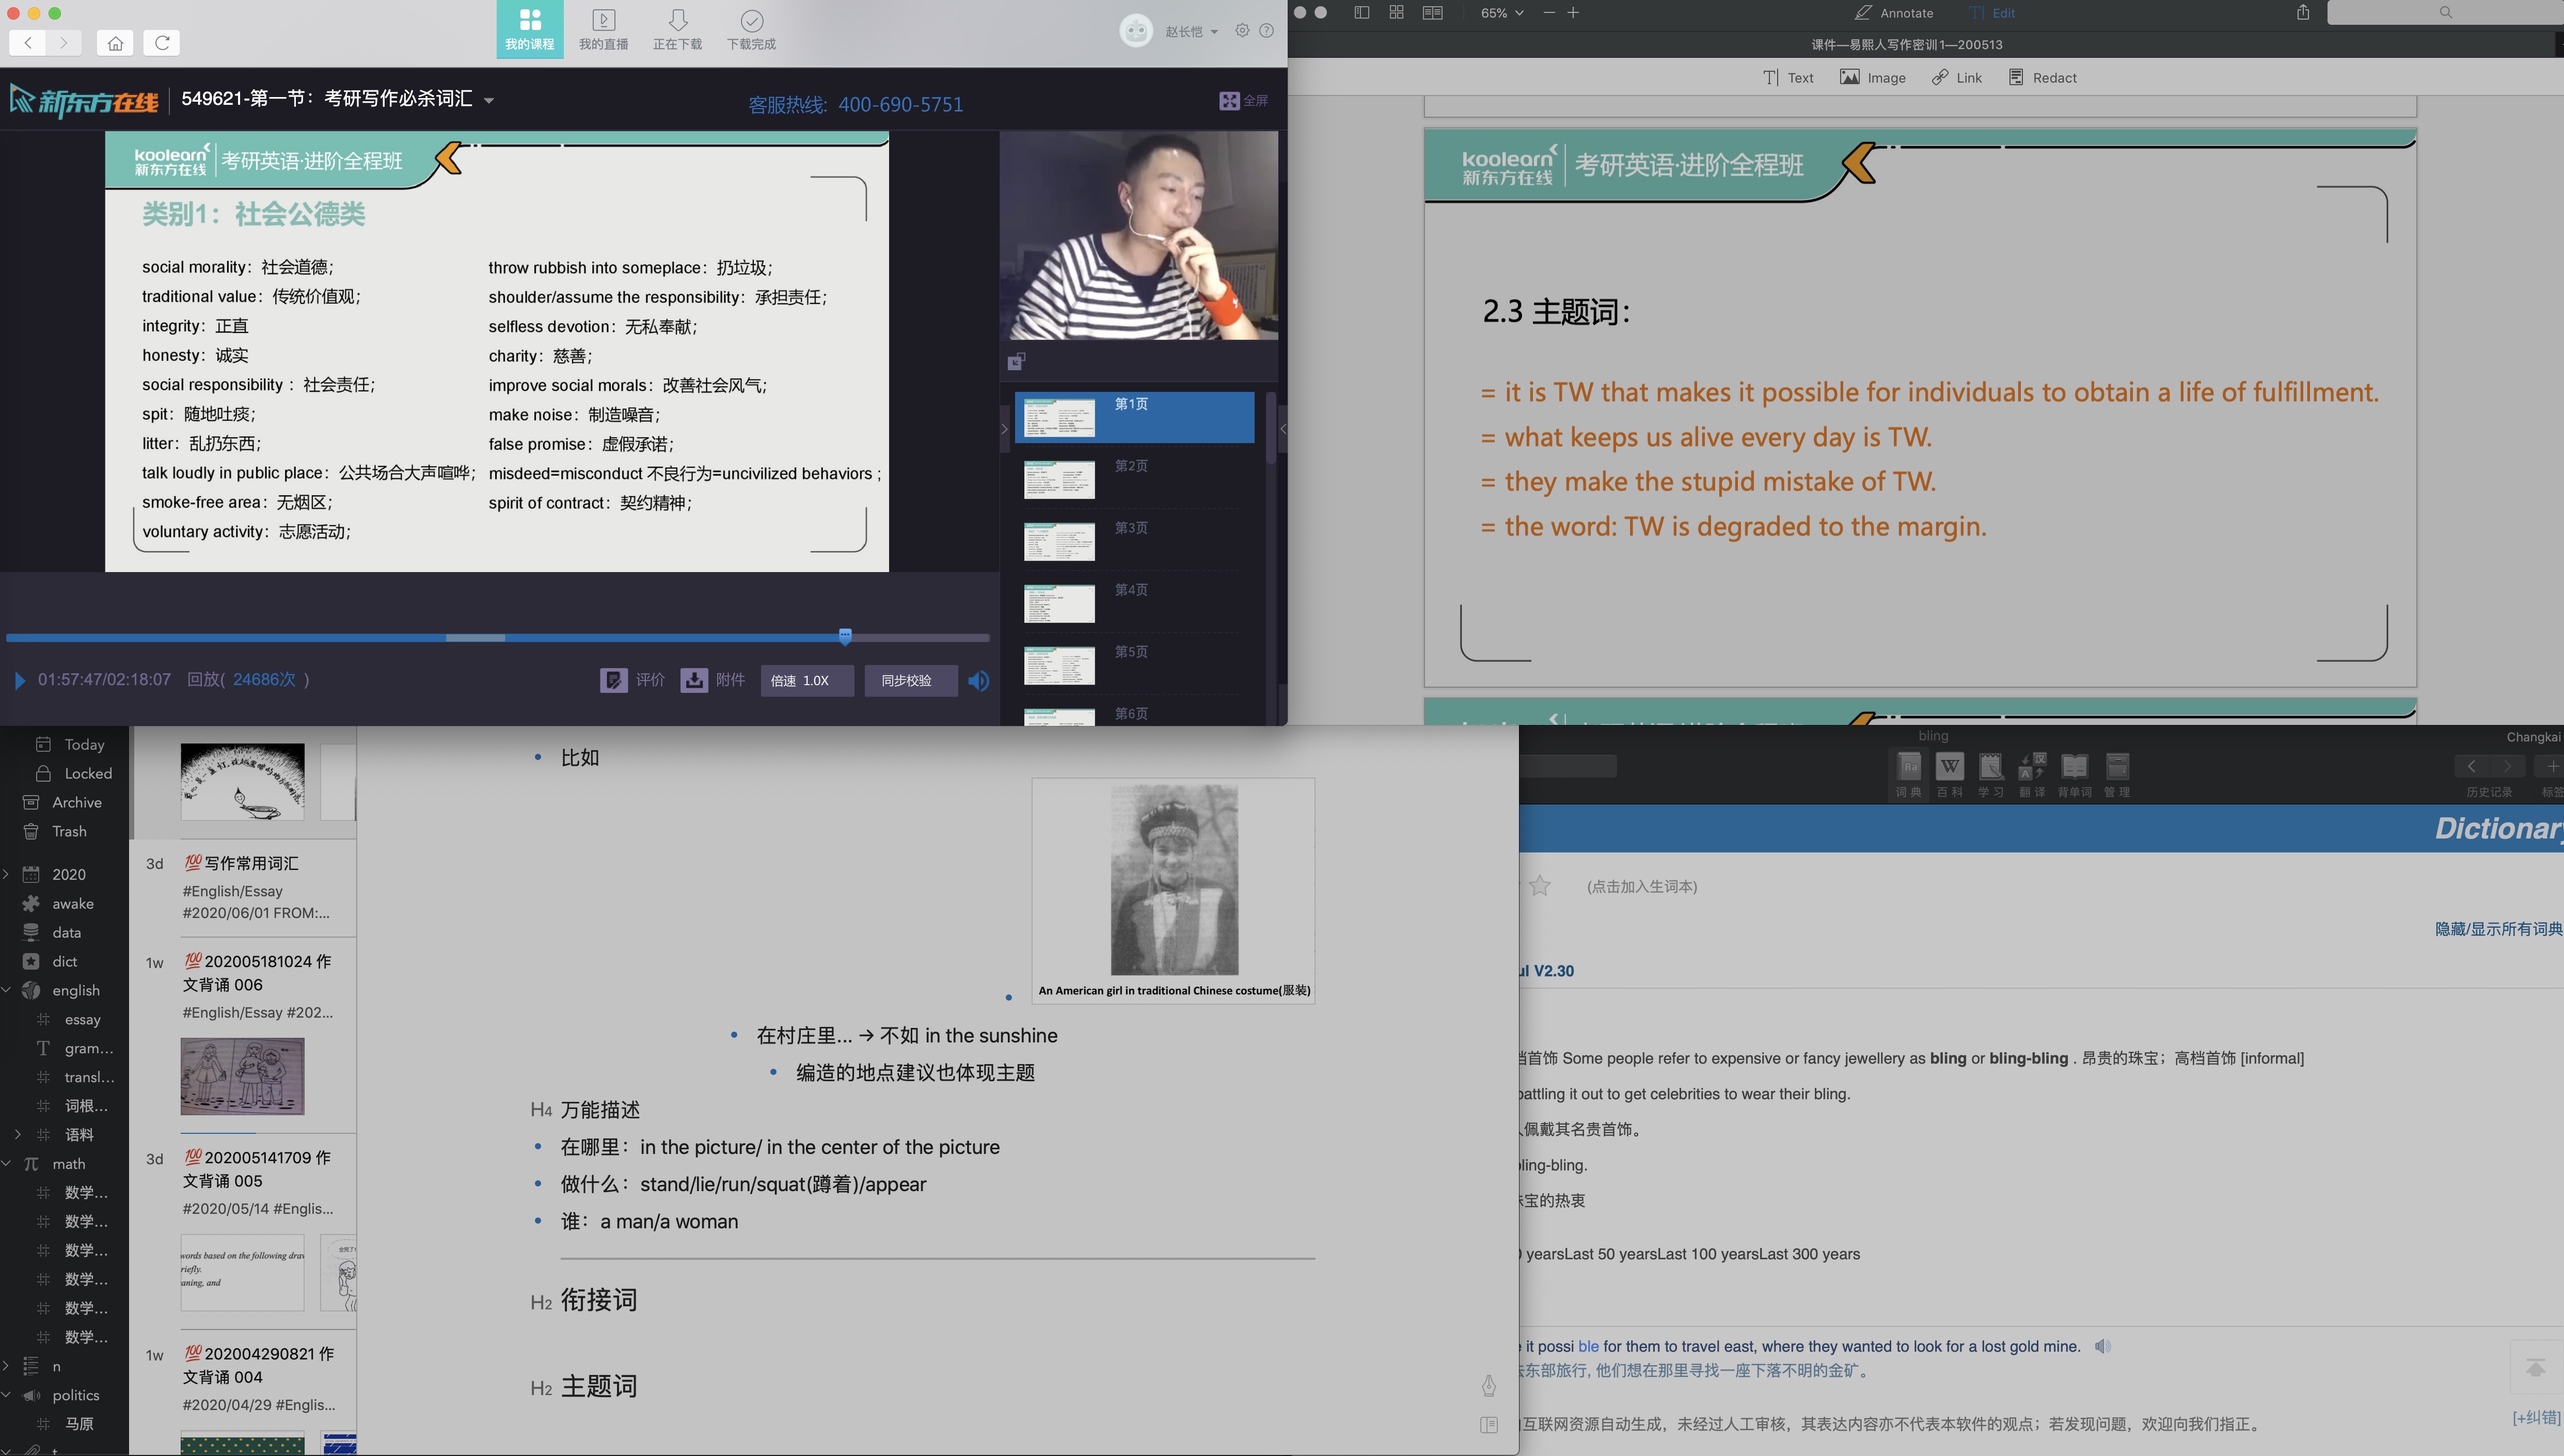 我的课程
我的直播
正在下载
下载完成
赵长恺
新东方在线
549621-第一节：考研写作必杀词汇
客服热线: 400-690-5751
全屏
koolearn
新东方在线
考研英语·进阶全程班
类别1：社会公德类
social morality：社会道德；
traditional value：传统价值观；
integrity：正直
honesty：诚实
social responsibility：社会责任；
spit：随地吐痰；
litter：乱扔东西；
talk loudly in public place：公共场合大声喧哗；
smoke-free area：无烟区；
voluntary activity：志愿活动；
throw rubbish into someplace：扔垃圾；
shoulder/assume the responsibility：承担责任；
selfless devotion：无私奉献；
charity：慈善；
improve social morals：改善社会风气；
make noise：制造噪音；
false promise：虚假承诺；
misdeed=misconduct 不良行为=uncivilized behaviors；
spirit of contract：契约精神；
第1页
第2页
第3页
第4页
第5页
第6页
01:57:47/02:18:07
回放( 24686次 )
评价
附件
倍速 1.0X
同步校验
65%
Annotate
Edit
课件—易熙人写作密训1—200513
Text
Image
Link
Redact
koolearn
新东方在线
考研英语·进阶全程班
2.3 主题词：
= it is TW that makes it possible for individuals to obtain a life of fulfillment.
= what keeps us alive every day is TW.
= they make the stupid mistake of TW.
= the word: TW is degraded to the margin.
Today
Locked
Archive
Trash
2020
awake
data
dict
english
essay
gram...
transl...
词根...
语料
math
数学...
数学...
数学...
数学...
数学...
数学...
n
politics
马原
3d
💯写作常用词汇
#English/Essay
#2020/06/01 FROM:...
1w
💯202005181024 作
文背诵 006
#English/Essay #202...
3d
💯202005141709 作
文背诵 005
#2020/05/14 #Englis...
words based on the following
riefly.
aning, and
1w
💯202004290821 作
文背诵 004
#2020/04/29 #Englis...
比如
An American girl in traditional Chinese costume(服装)
在村庄里... → 不如 in the sunshine
编造的地点建议也体现主题
H4 万能描述
在哪里：in the picture/ in the center of the picture
做什么：stand/lie/run/squat(蹲着)/appear
谁：a man/a woman
H2 衔接词
H2 主题词
bling
Changkai
词典
百科
学习
翻译
背单词
管理
历史记录
标签
Dictionary
(点击加入生词本)
隐藏/显示所有词典
V2.30
首饰 Some people refer to expensive or fancy jewellery as bling or bling-bling . 昂贵的珠宝；高档首饰 [informal]
battling it out to get celebrities to wear their bling.
佩戴其名贵首饰。
bling-bling.
宝的热衷
yearsLast 50 yearsLast 100 yearsLast 300 years
it possi ble for them to travel east, where they wanted to look for a lost gold mine.
东部旅行, 他们想在那里寻找一座下落不明的金矿。
互联网资源自动生成，未经过人工审核，其表达内容亦不代表本软件的观点；若发现问题，欢迎向我们指正。
[+纠错]